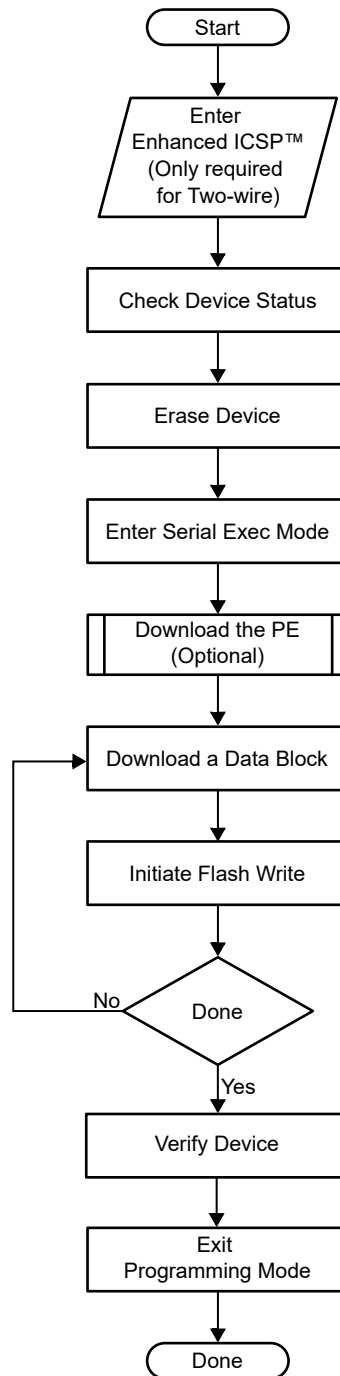 Start
Enter
Enhanced ICSP™
(Only required
for Two-wire)
Check Device Status
Erase Device
Enter Serial Exec Mode
Download the PE
(Optional)
Download a Data Block
Initiate Flash Write
No
Done
Yes
Verify Device
Exit
Programming Mode
Done